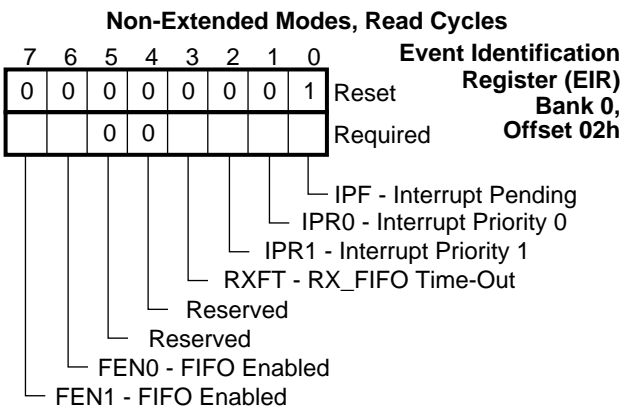 Non-Extended Modes, Read Cycles
7 6 5 4 3 2 1 0
Event Identification
Register (EIR)
Bank 0,
Offset 02h
0 0 0 0 0 0 0 1 Reset
0 0 Required
IPF - Interrupt Pending
IPR0 - Interrupt Priority 0
IPR1 - Interrupt Priority 1
RXFT - RX_FIFO Time-Out
Reserved
Reserved
FEN0 - FIFO Enabled
FEN1 - FIFO Enabled